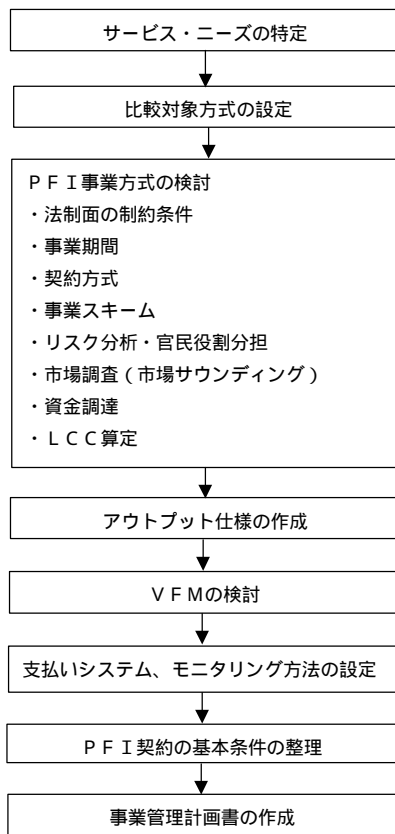 サービス・ニーズの特定
比較対象方式の設定
ＰＦＩ事業方式の検討
・法制面の制約条件
・事業期間
・契約方式
・事業スキーム
・リスク分析・官民役割分担
・市場調査（市場サウンディング）
・資金調達
・ＬＣＣ算定
アウトプット仕様の作成
ＶＦＭの検討
支払いシステム、モニタリング方法の設定
ＰＦＩ契約の基本条件の整理
事業管理計画書の作成